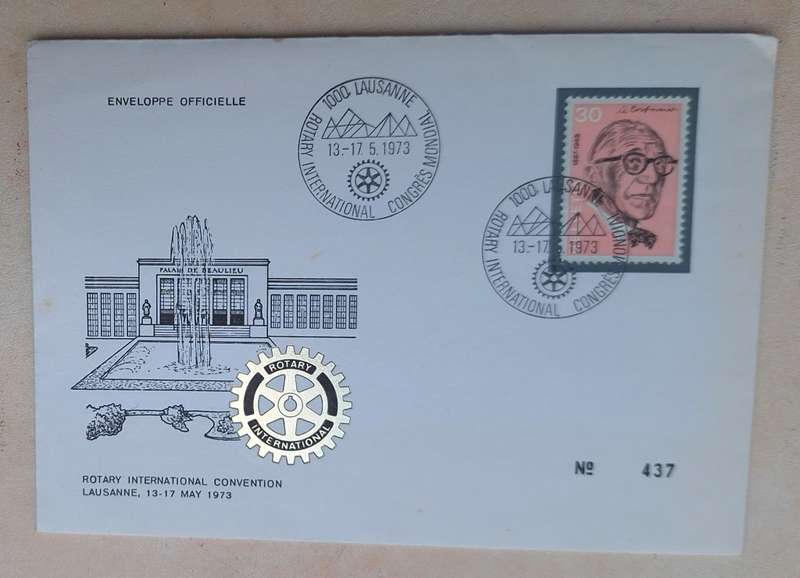 ENVELOPPE OFFICIELLE
1000 LAUSANNE
13.-17. 5. 1973
ROTARY INTERNATIONAL CONGRÈS MONDIAL
30
Le Corbusier
1887-1965
1000 LAUSANNE
13.-17. 5. 1973
ROTARY INTERNATIONAL CONGRÈS MONDIAL
PALAIS DE BEAULIEU
ROTARY
INTERNATIONAL
ROTARY INTERNATIONAL CONVENTION
LAUSANNE, 13-17 MAY 1973
Nº 437